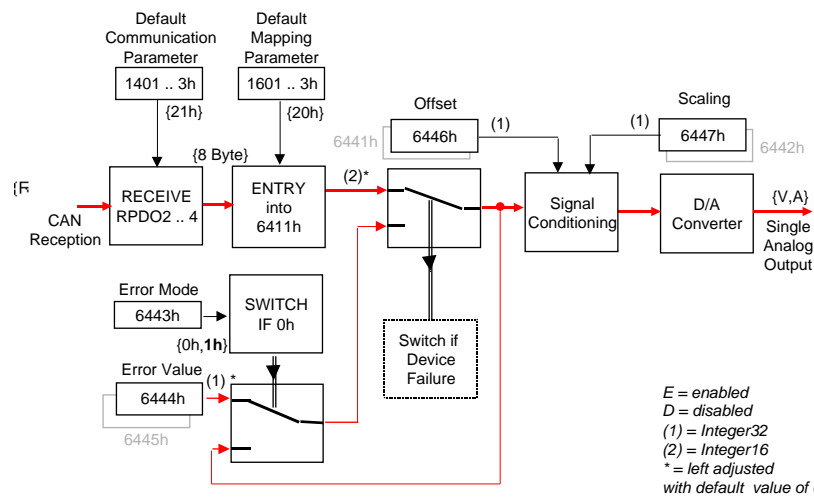 Default
Communication
Parameter
1401 .. 3h
{21h}
Default
Mapping
Parameter
1601 .. 3h
{20h}
Offset
6446h
6441h
(1)
Scaling
6447h
6442h
(1)
CAN
Reception
RECEIVE
RPDO2 .. 4
{8 Byte}
ENTRY
into
6411h
(2)*
Signal
Conditioning
D/A
Converter
{V,A}
Single
Analog
Output
Error Mode
6443h
SWITCH
IF 0h
{0h,1h}
Switch if
Device
Failure
Error Value
6444h
6445h
(1) *
E = enabled
D = disabled
(1) = Integer32
(2) = Integer16
* = left adjusted
with default value of